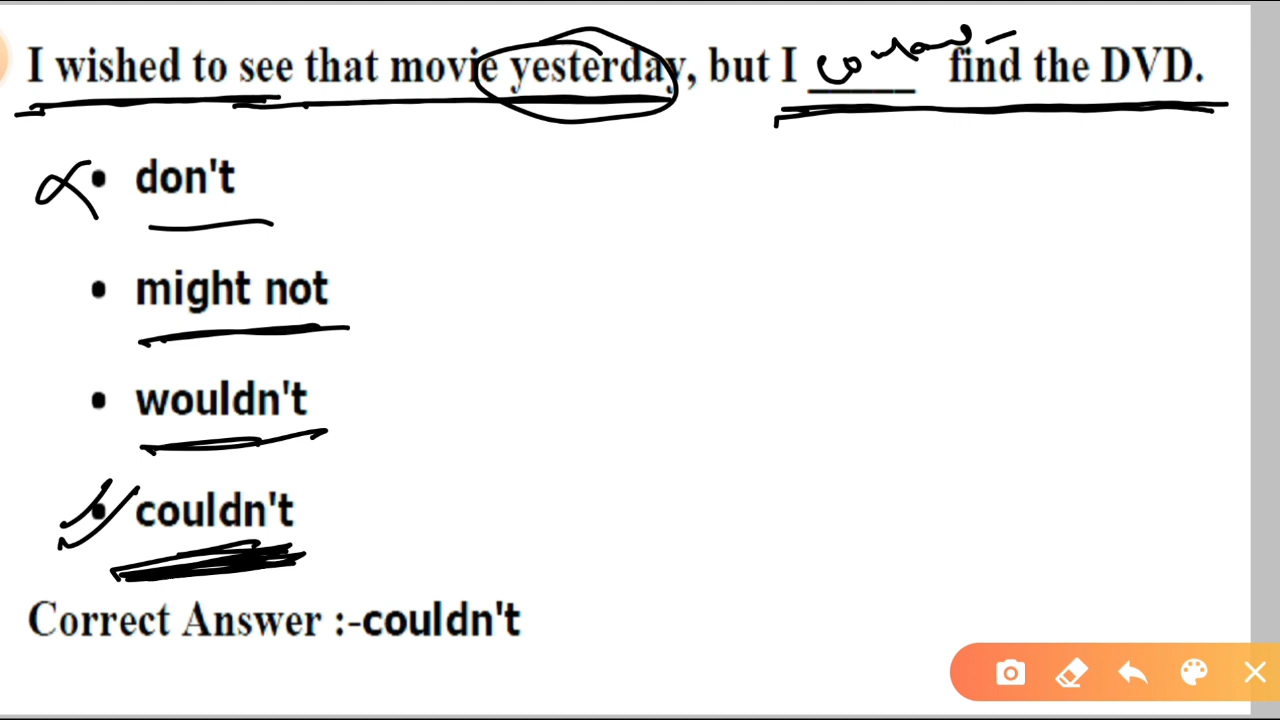 I wished to see that movie yesterday, but I _____ find the DVD.
• don't
• might not
• wouldn't
• couldn't
Correct Answer :-couldn't